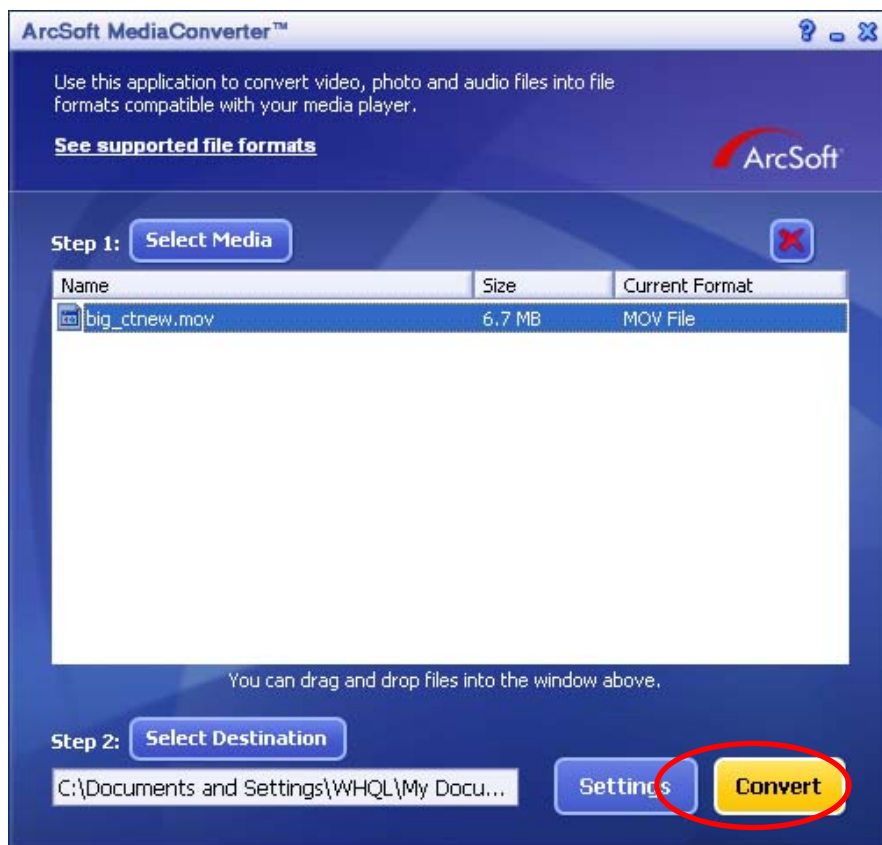 ArcSoft MediaConverter™
Use this application to convert video, photo and audio files into file
formats compatible with your media player.
See supported file formats
ArcSoft
Step 1: Select Media
Name Size Current Format
big_ctnew.mov 6.7 MB MOV File
You can drag and drop files into the window above.
Step 2: Select Destination
C:\Documents and Settings\WHQL\My Docu...
Settings Convert